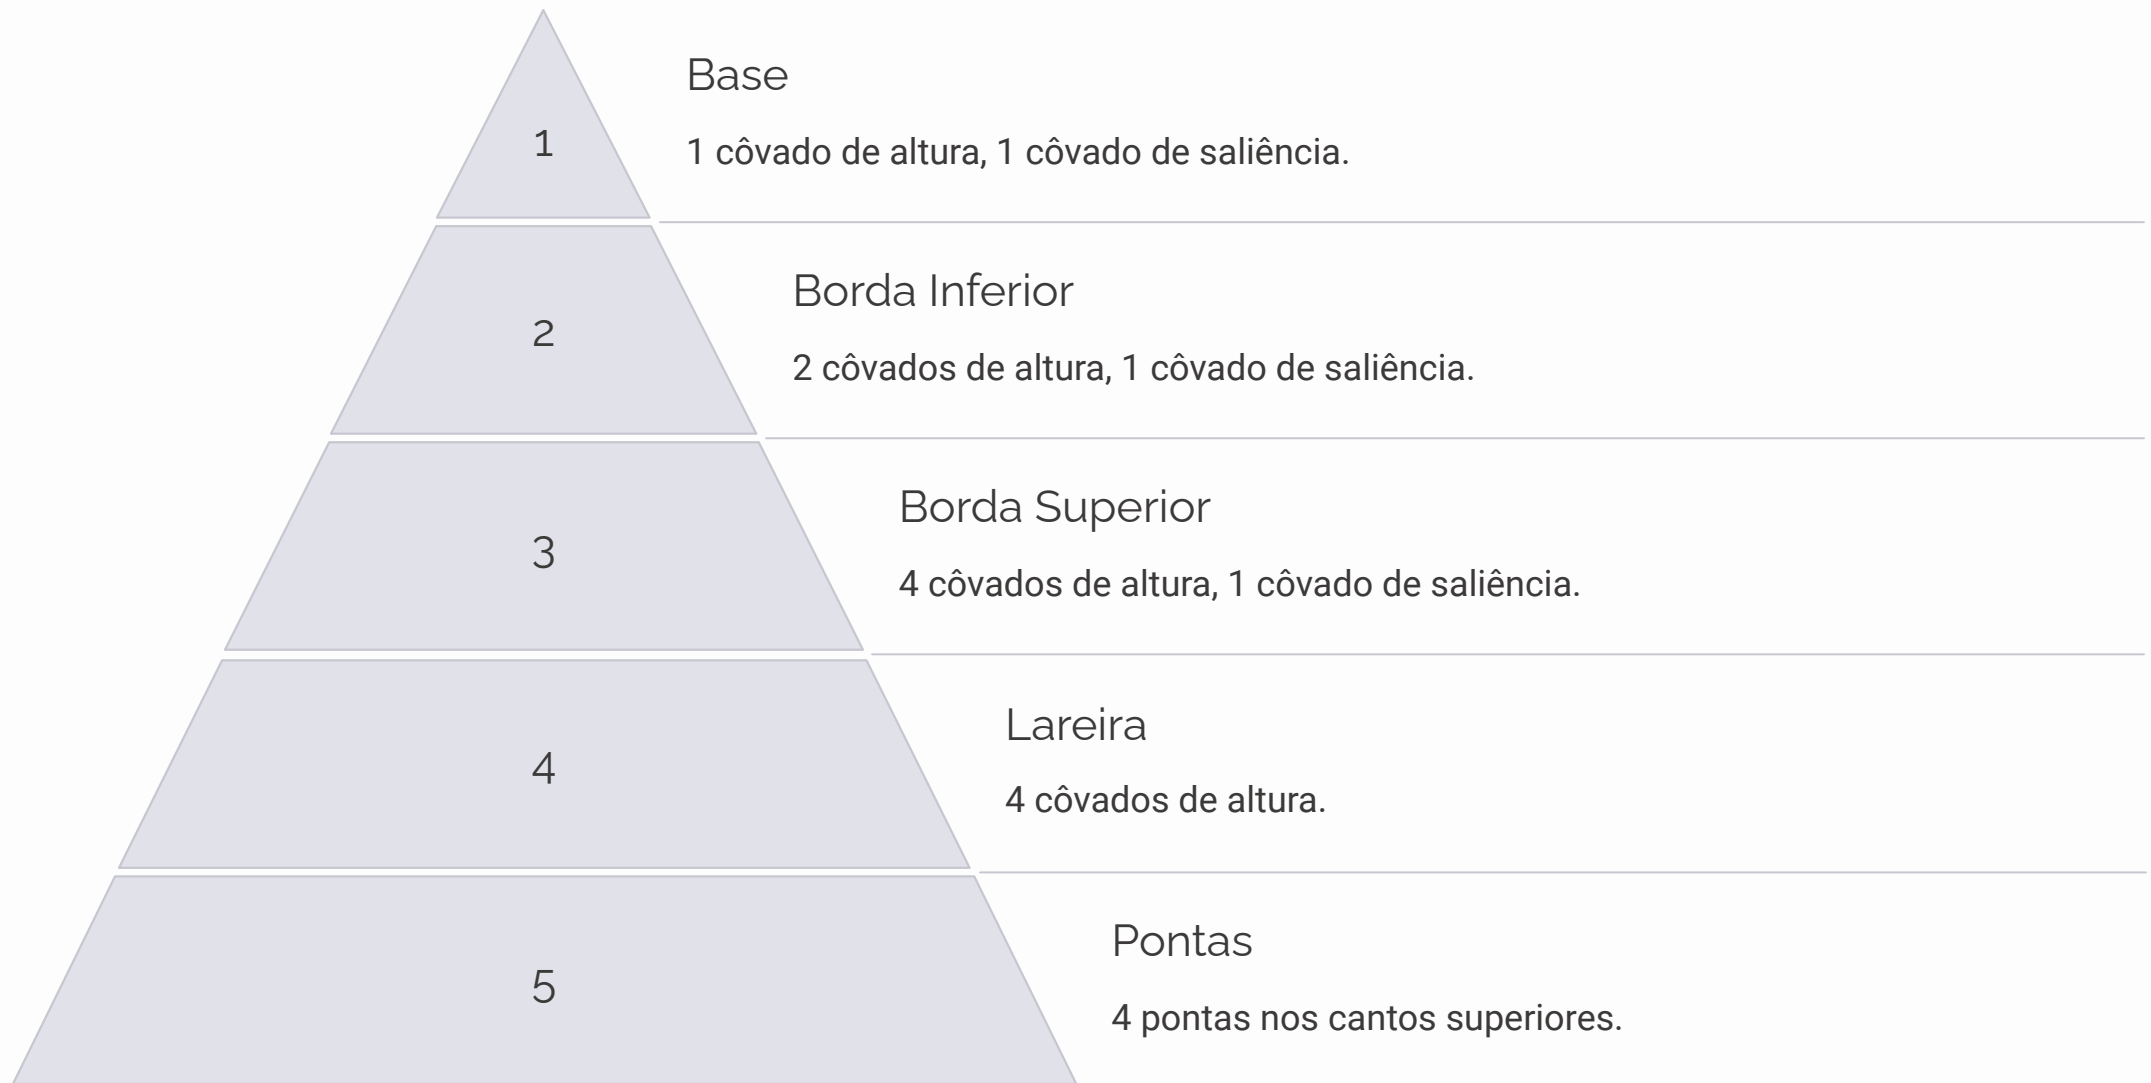 1
Base
1 côvado de altura, 1 côvado de saliência.
2
Borda Inferior
2 côvados de altura, 1 côvado de saliência.
3
Borda Superior
4 côvados de altura, 1 côvado de saliência.
4
Lareira
4 côvados de altura.
5
Pontas
4 pontas nos cantos superiores.